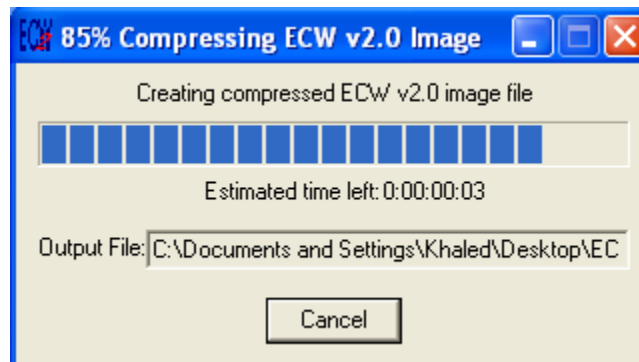 ECW 85% Compressing ECW v2.0 Image
Creating compressed ECW v2.0 image file
Estimated time left: 0:00:00:03
Output File: C:\Documents and Settings\Khaled\Desktop\EC
Cancel